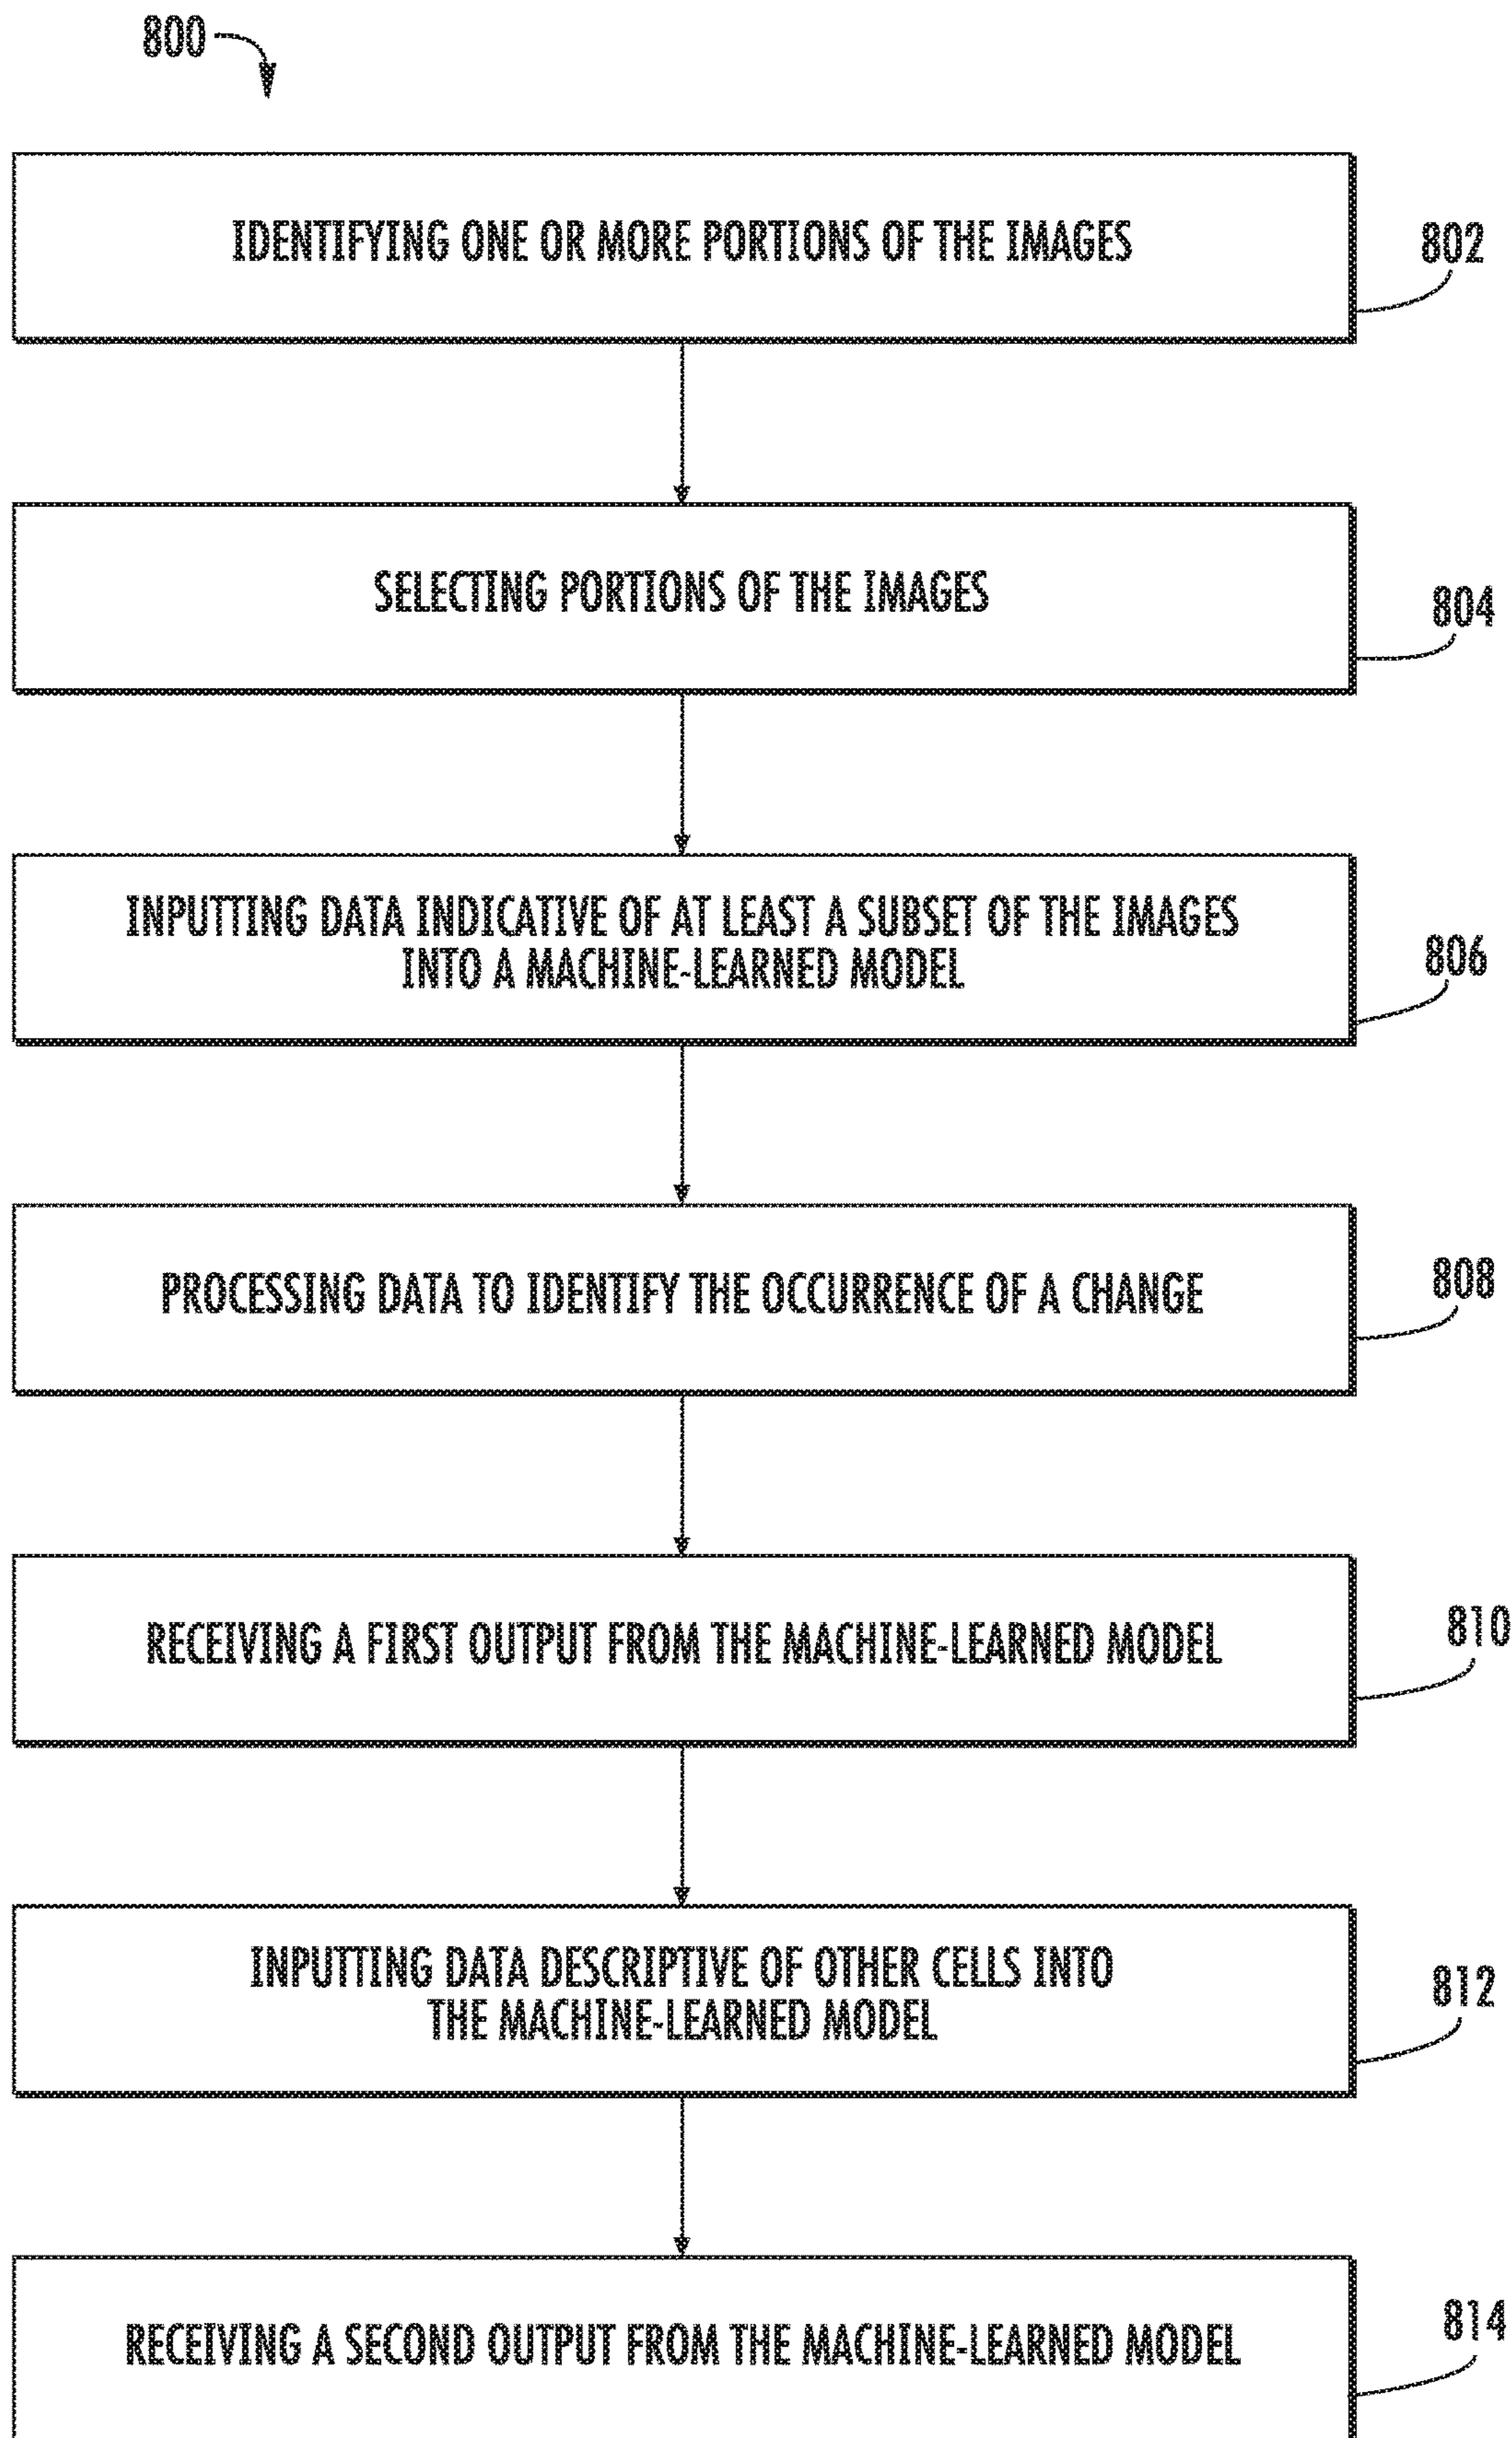 800
IDENTIFYING ONE OR MORE PORTIONS OF THE IMAGES
802
SELECTING PORTIONS OF THE IMAGES
804
INPUTTING DATA INDICATIVE OF AT LEAST A SUBSET OF THE IMAGES
INTO A MACHINE-LEARNED MODEL
806
PROCESSING DATA TO IDENTIFY THE OCCURRENCE OF A CHANGE
808
RECEIVING A FIRST OUTPUT FROM THE MACHINE-LEARNED MODEL
810
INPUTTING DATA DESCRIPTIVE OF OTHER CELLS INTO
THE MACHINE-LEARNED MODEL
812
RECEIVING A SECOND OUTPUT FROM THE MACHINE-LEARNED MODEL
814